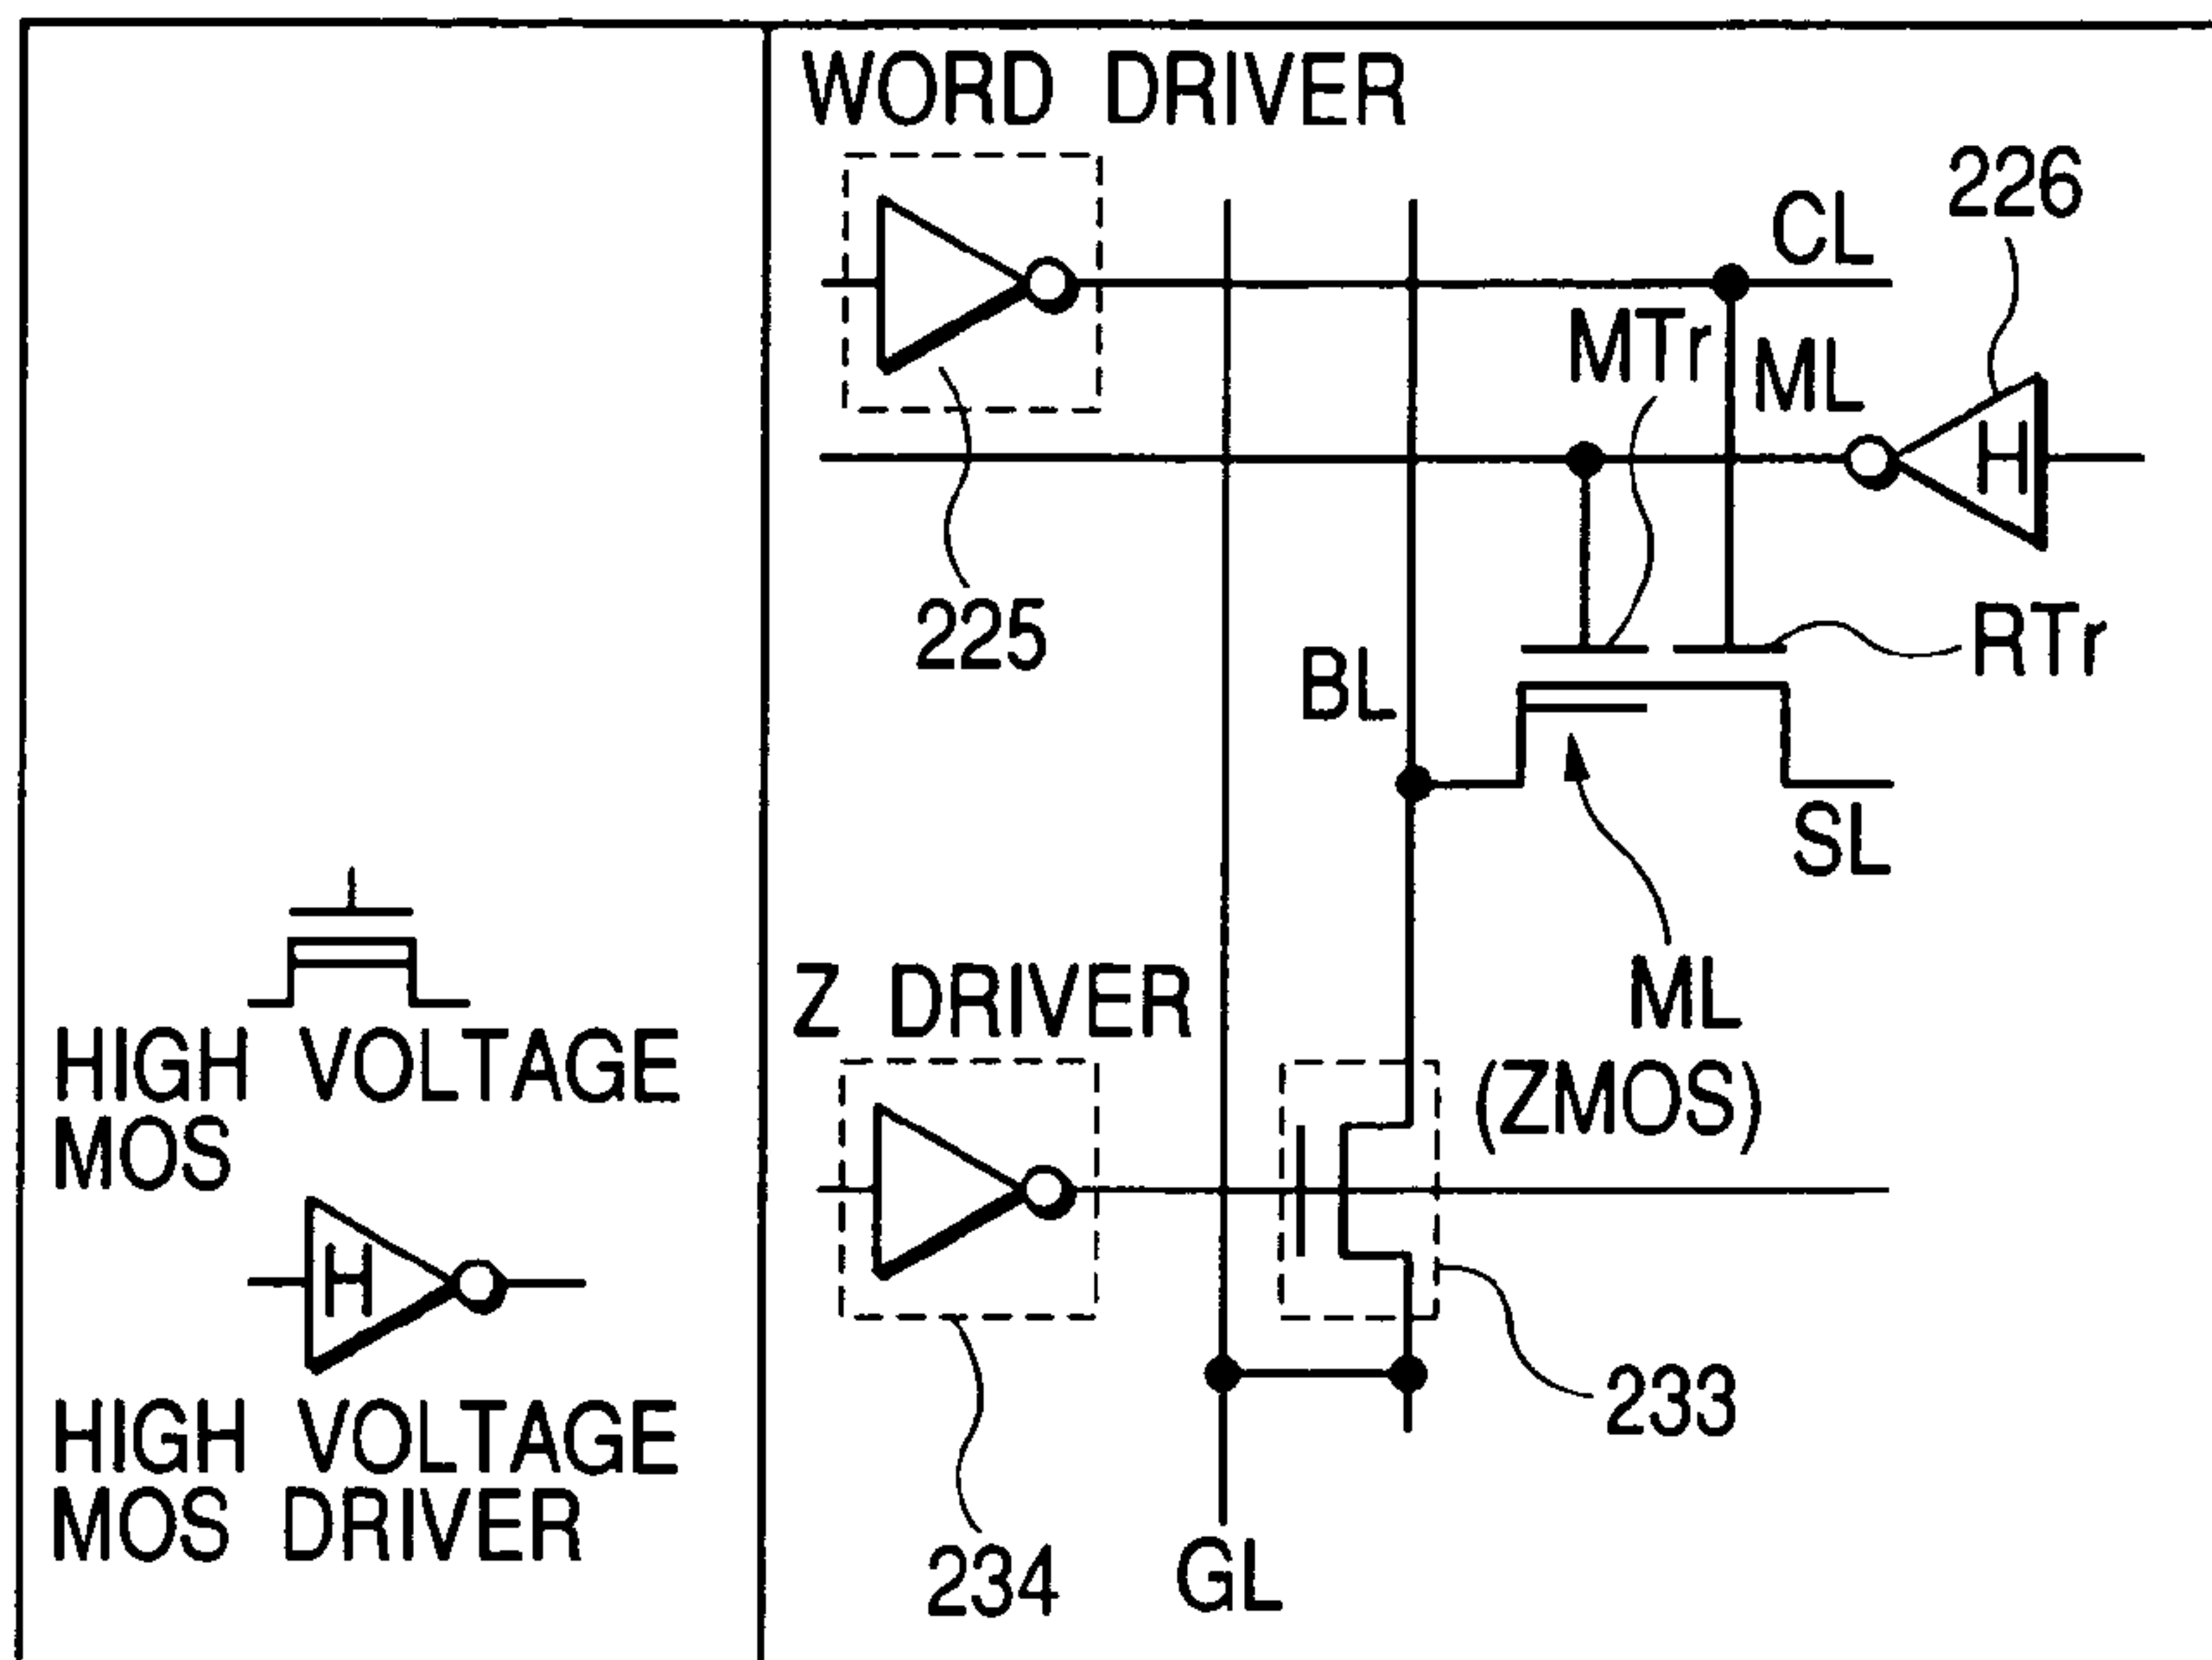 HIGH VOLTAGE
MOS
H
HIGH VOLTAGE
MOS DRIVER
WORD DRIVER
226
CL
MTr
ML
H
225
RTr
BL
SL
Z DRIVER
ML
(ZMOS)
233
234
GL